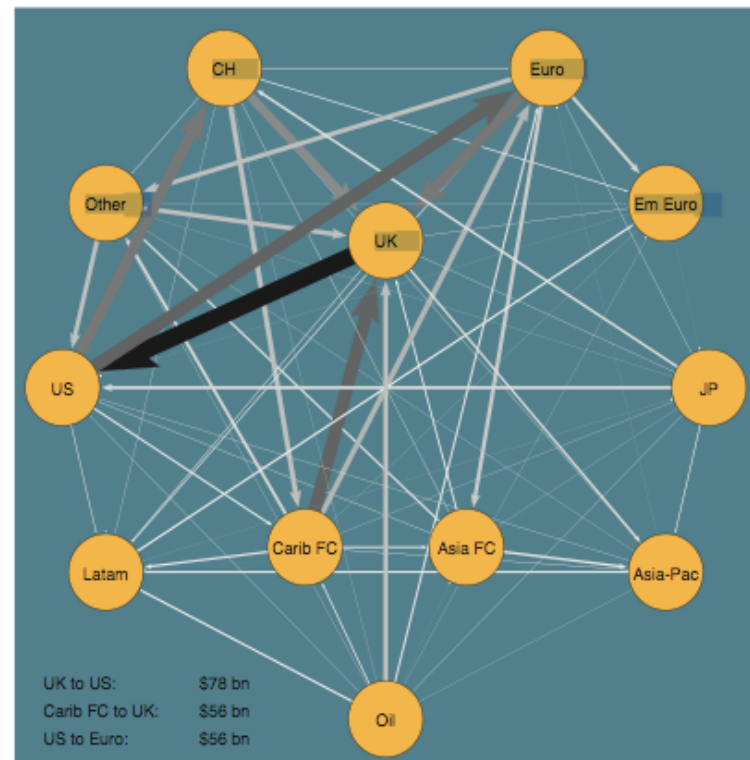 CH
Euro
Other
Em Euro
UK
US
JP
Carib FC
Asia FC
Latam
Asia-Pac
UK to US: $78 bn
Carib FC to UK: $56 bn
US to Euro: $56 bn
Oil